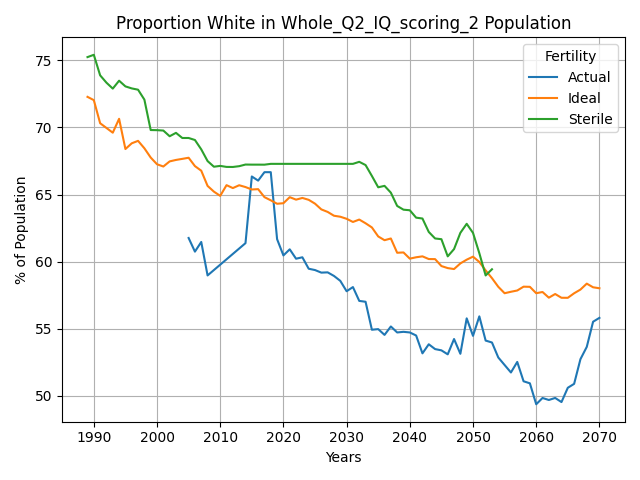 Proportion White in Whole_Q2_IQ_scoring_2 Population
% of Population
75
70
65
60
55
50
Fertility
Actual
Ideal
Sterile
1990 2000 2010 2020 2030 2040 2050 2060 2070
Years